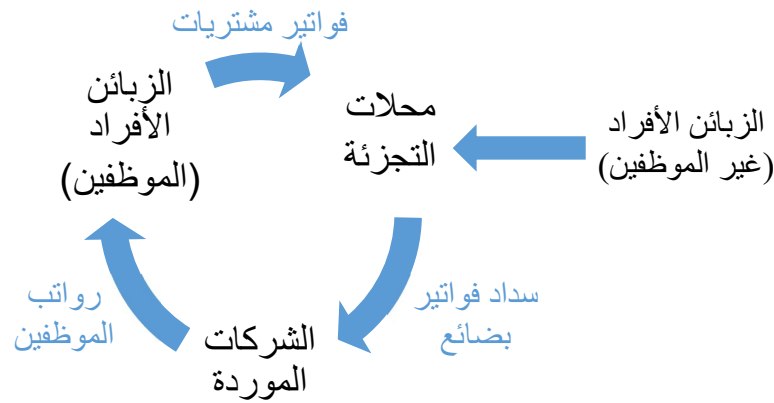 فواتير مشتريات
الزبائن
الأفراد
(الموظفين)
محلات
التجزئة
الزبائن الأفراد
(غير الموظفين)
سداد فواتير
بضائع
رواتب
الموظفين
الشركات
الموردة